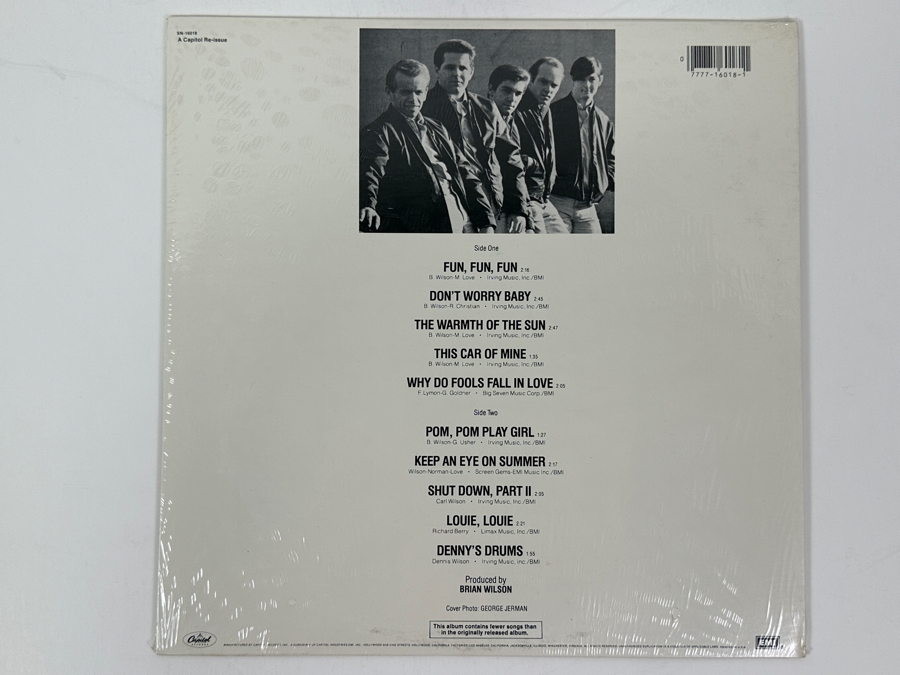 SN-16018
A Capitol Re-issue
0
7777-16018-1
Side One
FUN, FUN, FUN 2:16
B. Wilson-M. Love • Irving Music, Inc./BMI
DON'T WORRY BABY 2:45
B. Wilson-R. Christian • Irving Music, Inc./BMI
THE WARMTH OF THE SUN 2:47
B. Wilson-M. Love • Irving Music, Inc./BMI
THIS CAR OF MINE 1:35
B. Wilson-M. Love • Irving Music, Inc./BMI
WHY DO FOOLS FALL IN LOVE 2:05
F. Lymon-G. Goldner • Big Seven Music Corp./BMI
Side Two
POM, POM PLAY GIRL 1:27
B. Wilson-G. Usher • Irving Music, Inc./BMI
KEEP AN EYE ON SUMMER 2:17
Wilson-Norman-Love • Screen Gems-EMI Music Inc./BMI
SHUT DOWN, PART II 2:05
Carl Wilson • Irving Music, Inc./BMI
LOUIE, LOUIE 2:21
Richard Berry • Limax Music, Inc./BMI
DENNY'S DRUMS 1:55
Dennis Wilson • Irving Music, Inc./BMI
Produced by
BRIAN WILSON
Cover Photo: GEORGE JERMAN
This album contains fewer songs than
in the originally released album.
Capitol
RECORDS
EMI